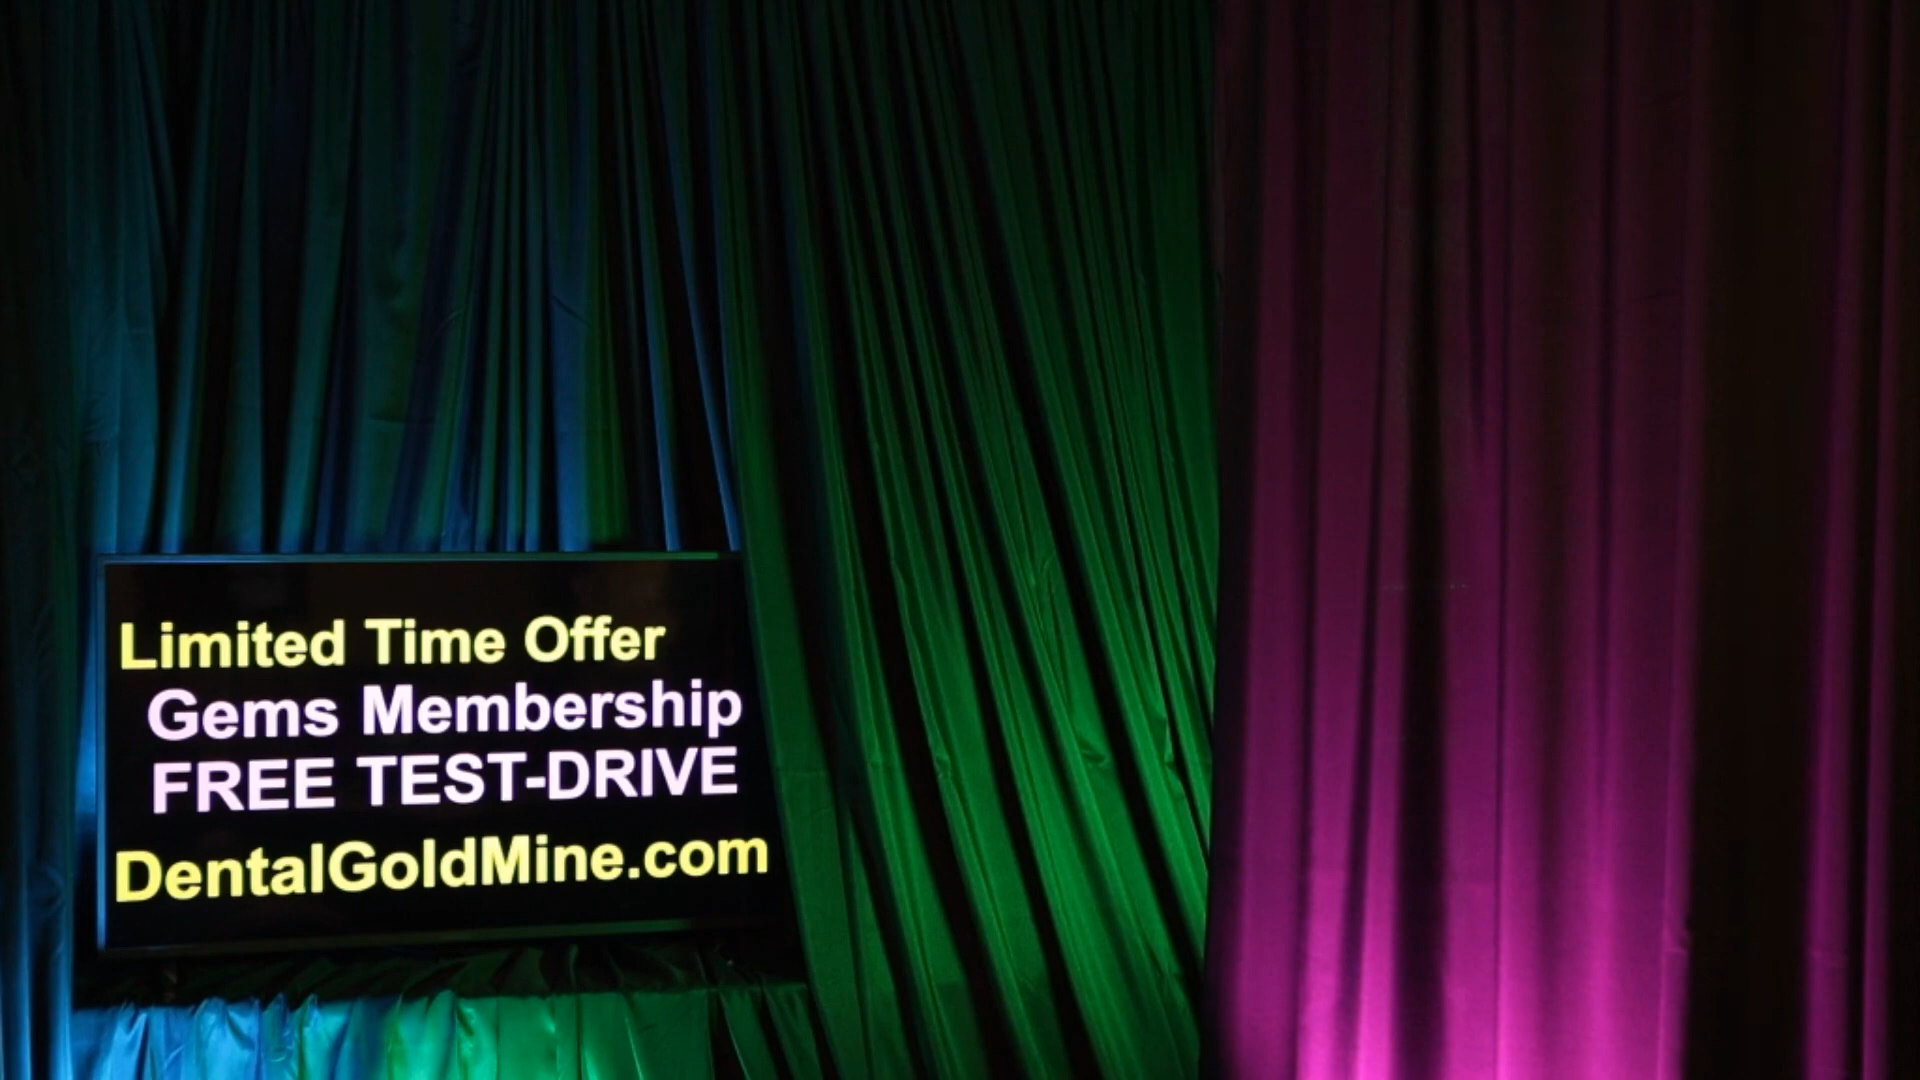 Limited Time Offer
Gems Membership
FREE TEST-DRIVE
DentalGoldMine.com